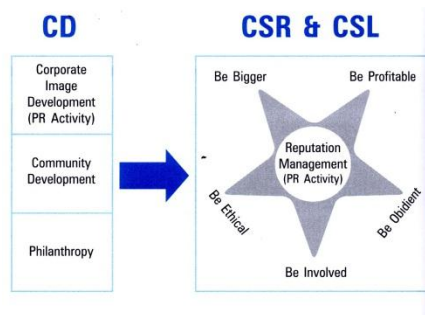 CD
Corporate
Image
Development
(PR Activity)
Community
Development
Philanthropy
CSR & CSL
Be Bigger
Be Profitable
Reputation
Management
(PR Activity)
Be Ethical
Be Obidient
Be Involved